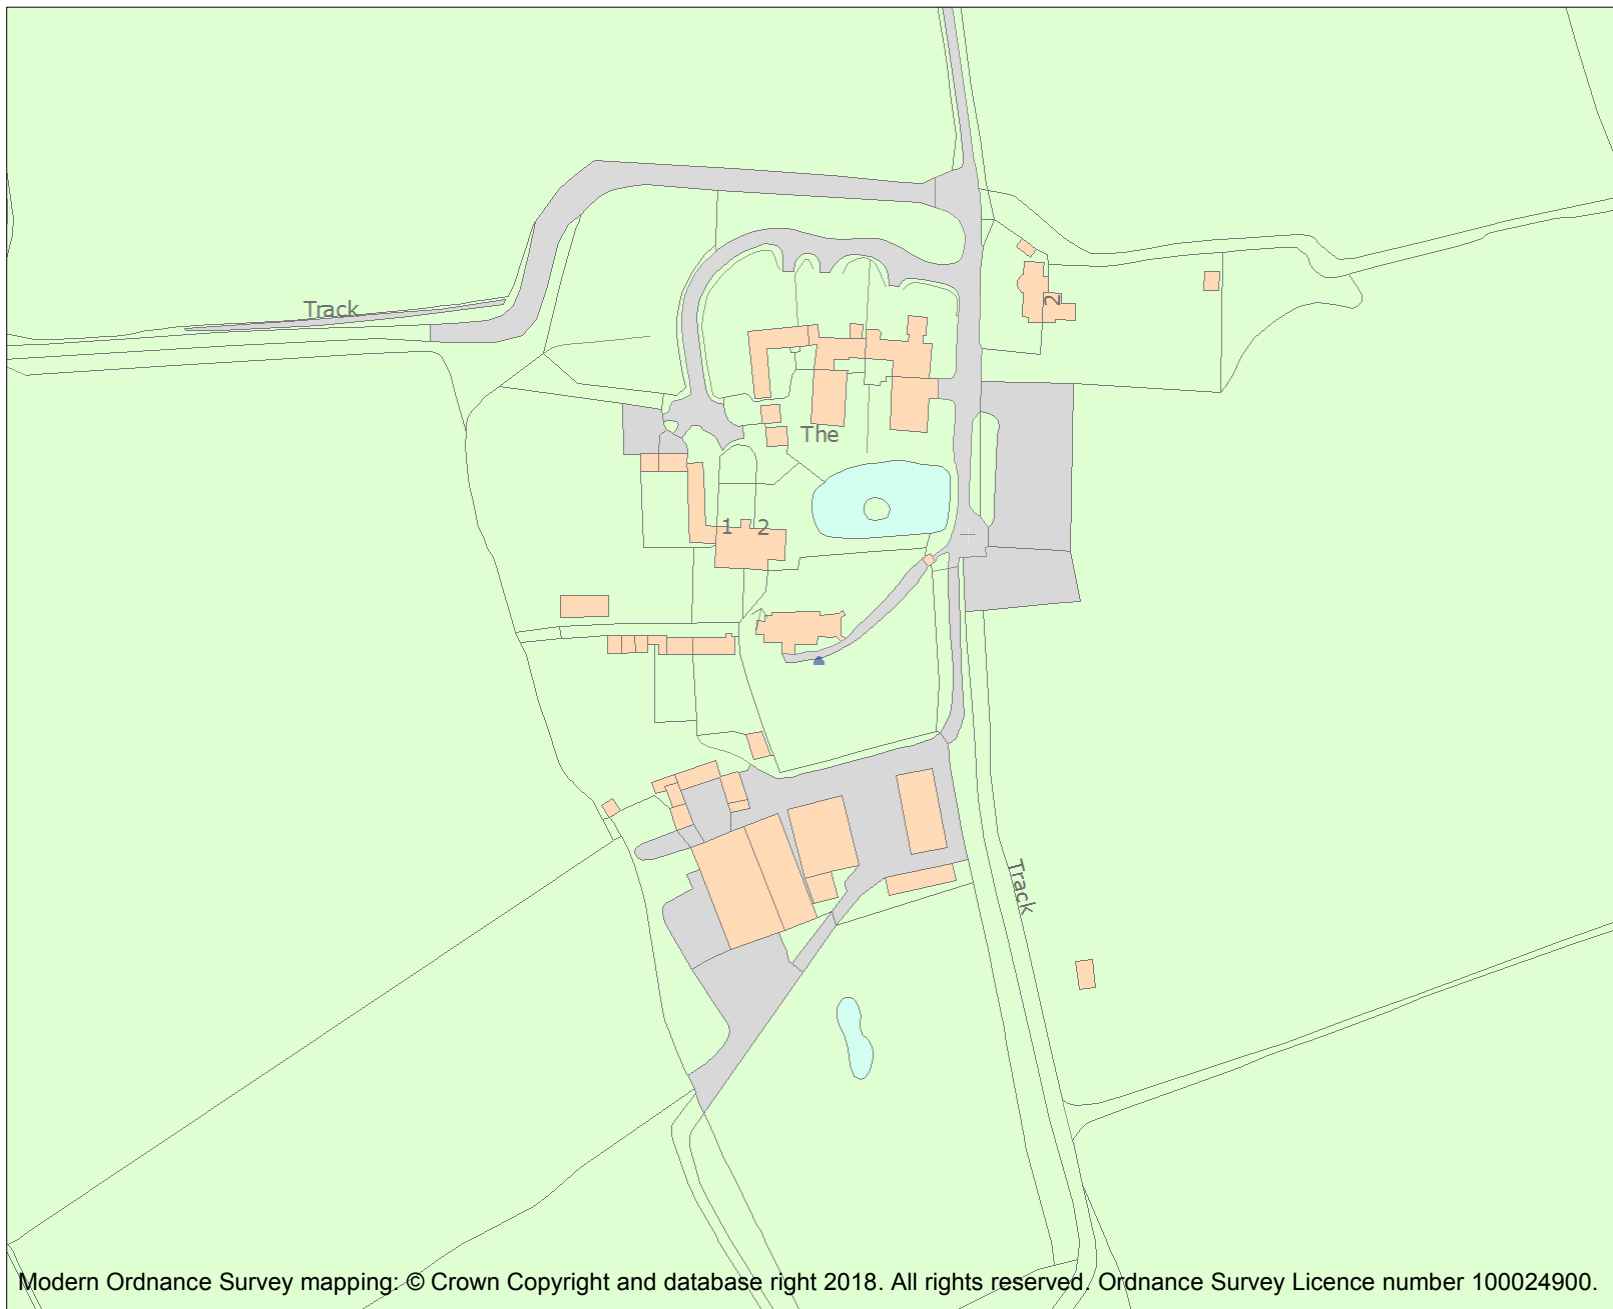 Track
2
The
1 2
Track
Modern Ordnance Survey mapping: © Crown Copyright and database right 2018. All rights reserved. Ordnance Survey Licence number 100024900.